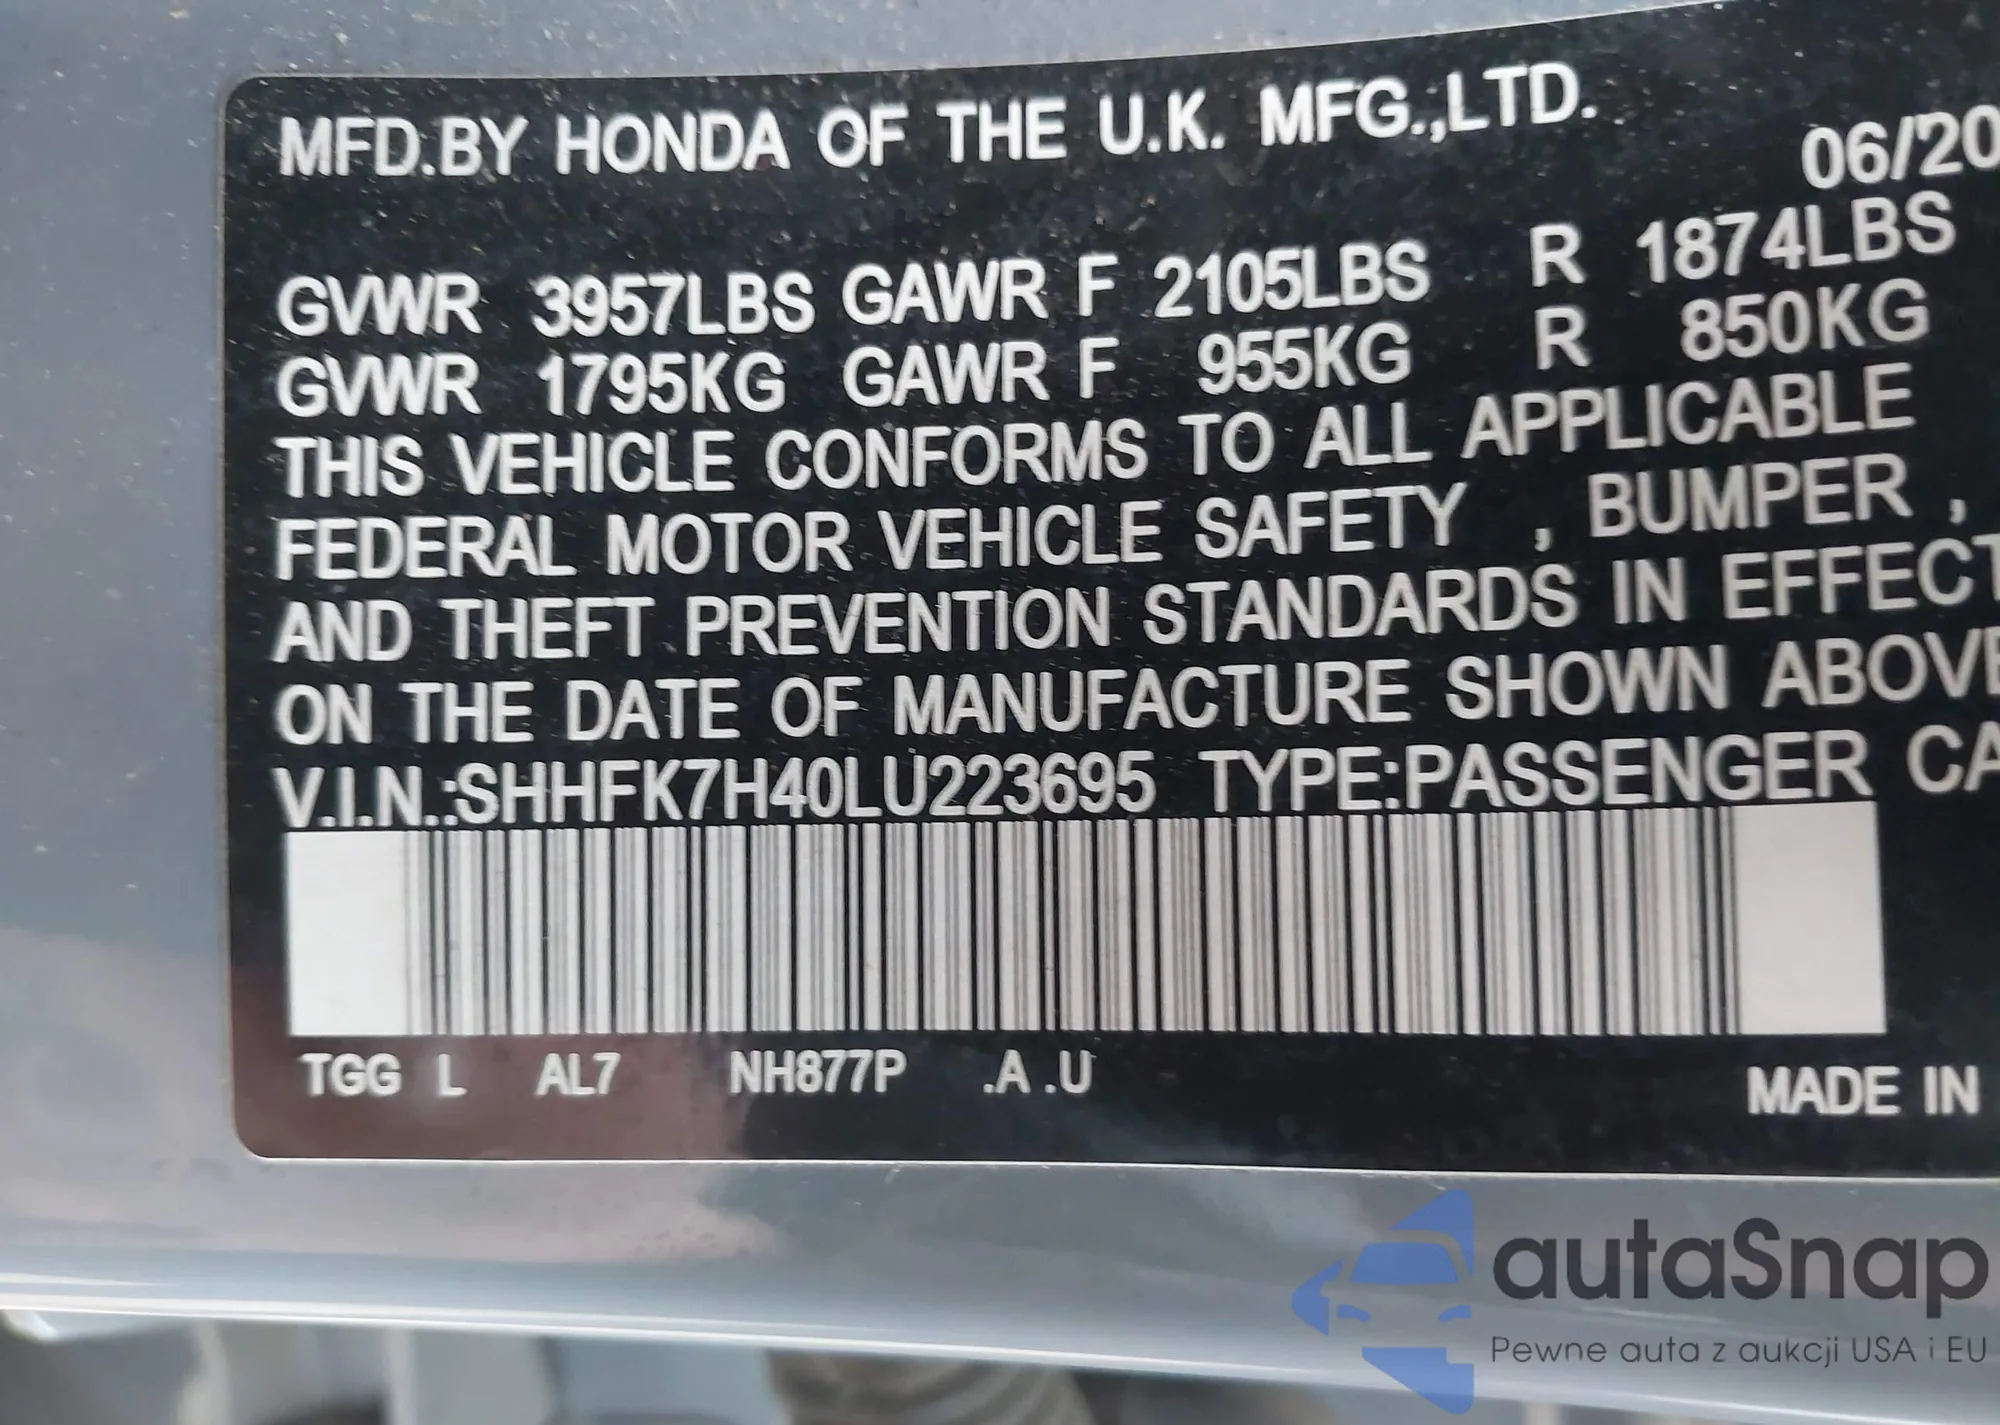 MFD.BY HONDA OF THE U.K. MFG.,LTD.
06/20
GVWR 3957LBS GAWR F 2105LBS R 1874LBS
GVWR 1795KG GAWR F 955KG R 850KG
THIS VEHICLE CONFORMS TO ALL APPLICABLE
FEDERAL MOTOR VEHICLE SAFETY , BUMPER ,
AND THEFT PREVENTION STANDARDS IN EFFECT
ON THE DATE OF MANUFACTURE SHOWN ABOVE
V.I.N.:SHHFK7H40LU223695 TYPE:PASSENGER CA
TGG L AL7 NH877P .A .U
MADE IN
autaSnap
Pewne auta z aukcji USA i EU